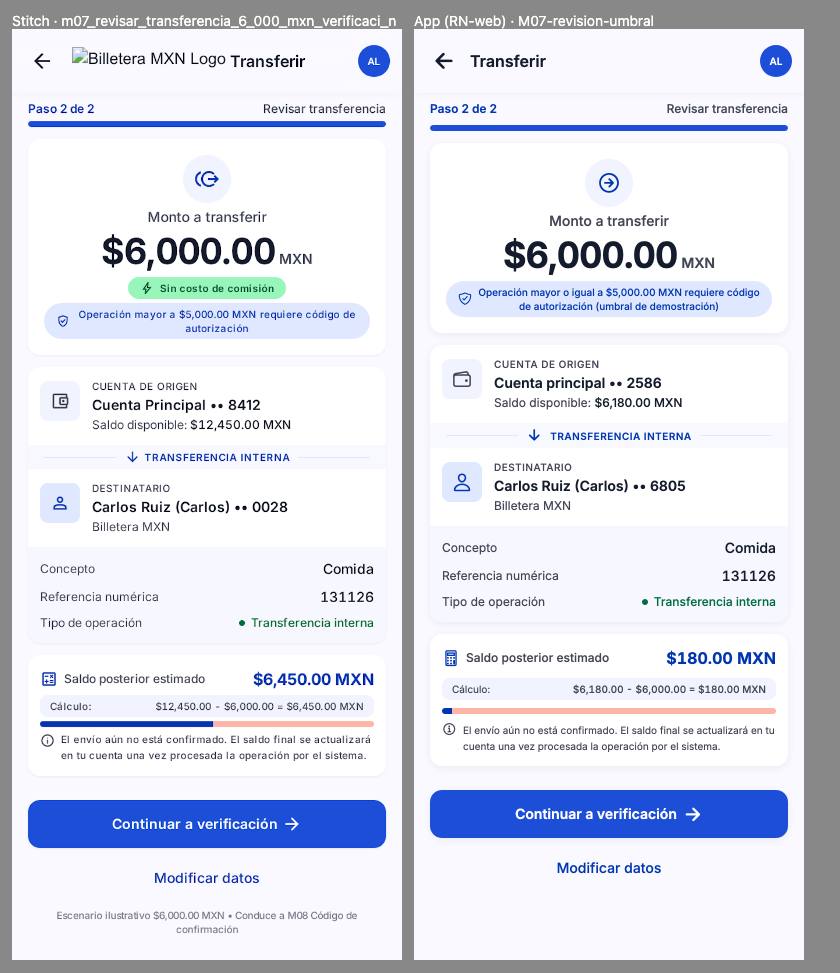 Stitch · m07_revisar_transferencia_6_000_mxn_verificaci_n
Billetera MXN Logo Transferir
AL
Paso 2 de 2
Revisar transferencia
Monto a transferir
$6,000.00 MXN
Sin costo de comisión
Operación mayor a $5,000.00 MXN requiere código de
autorización
CUENTA DE ORIGEN
Cuenta Principal •• 8412
Saldo disponible: $12,450.00 MXN
TRANSFERENCIA INTERNA
DESTINATARIO
Carlos Ruiz (Carlos) •• 0028
Billetera MXN
Concepto Comida
Referencia numérica 131126
Tipo de operación • Transferencia interna
Saldo posterior estimado $6,450.00 MXN
Cálculo: $12,450.00 - $6,000.00 = $6,450.00 MXN
El envío aún no está confirmado. El saldo final se actualizará
en tu cuenta una vez procesada la operación por el sistema.
Continuar a verificación
Modificar datos
Escenario ilustrativo $6,000.00 MXN • Conduce a M08 Código de
confirmación
App (RN-web) · M07-revision-umbral
Transferir
AL
Paso 2 de 2
Revisar transferencia
Monto a transferir
$6,000.00 MXN
Operación mayor o igual a $5,000.00 MXN requiere código
de autorización (umbral de demostración)
CUENTA DE ORIGEN
Cuenta principal •• 2586
Saldo disponible: $6,180.00 MXN
TRANSFERENCIA INTERNA
DESTINATARIO
Carlos Ruiz (Carlos) •• 6805
Billetera MXN
Concepto Comida
Referencia numérica 131126
Tipo de operación • Transferencia interna
Saldo posterior estimado $180.00 MXN
Cálculo: $6,180.00 - $6,000.00 = $180.00 MXN
El envío aún no está confirmado. El saldo final se actualizará en tu
cuenta una vez procesada la operación por el sistema.
Continuar a verificación
Modificar datos